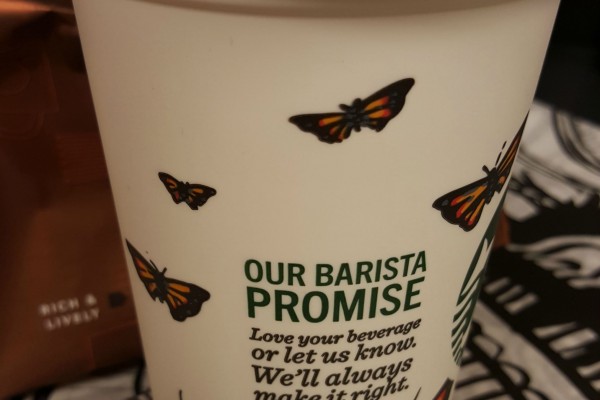 OUR BARISTA
PROMISE
Love your beverage
or let us know.
We'll always
make it right.
RICH &
LIVELY